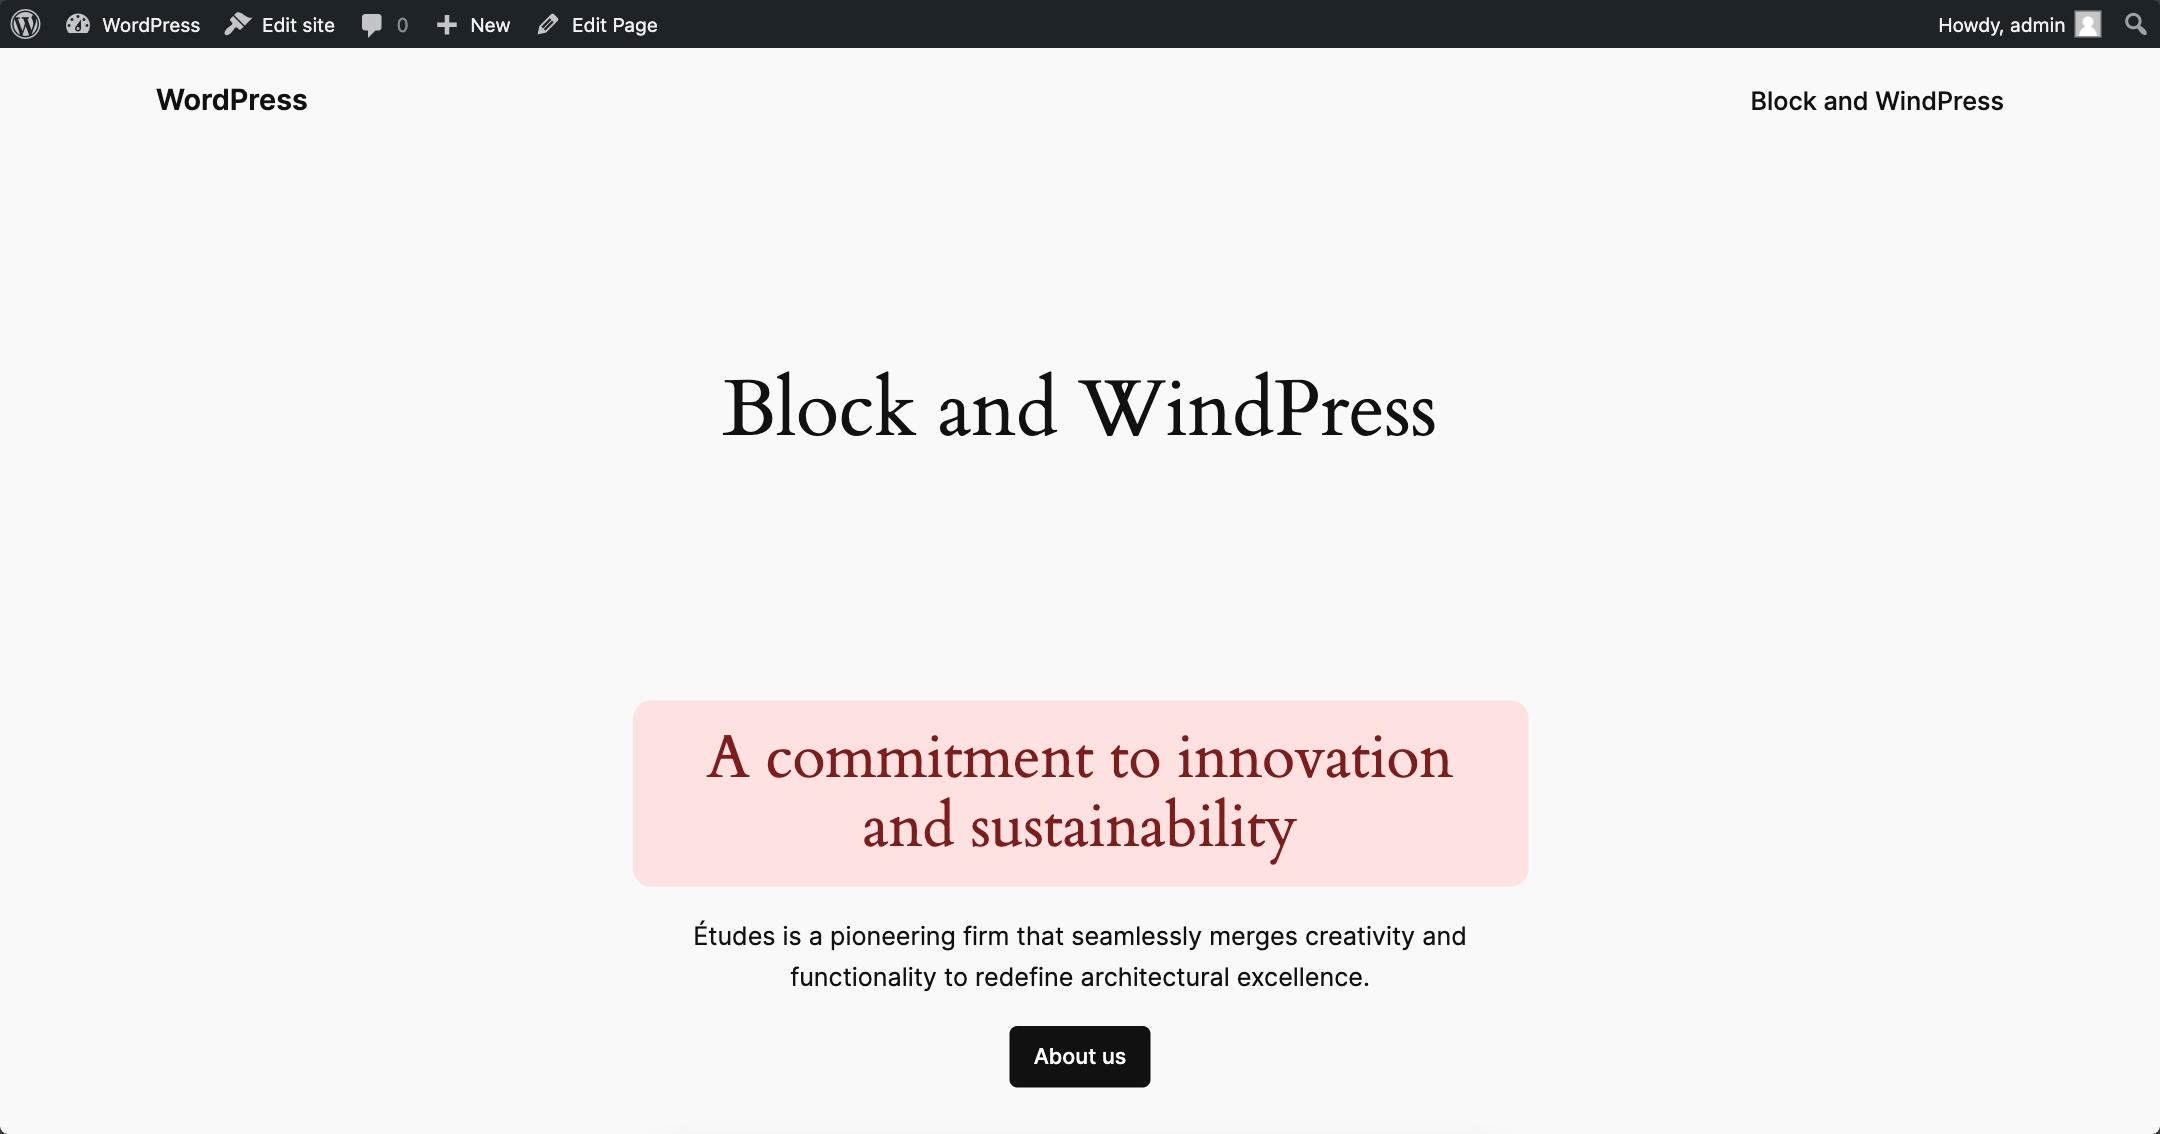 WordPress Edit site 0 New Edit Page Howdy, admin
WordPress Block and WindPress
Block and WindPress
A commitment to innovation
and sustainability
Études is a pioneering firm that seamlessly merges creativity and
functionality to redefine architectural excellence.
About us